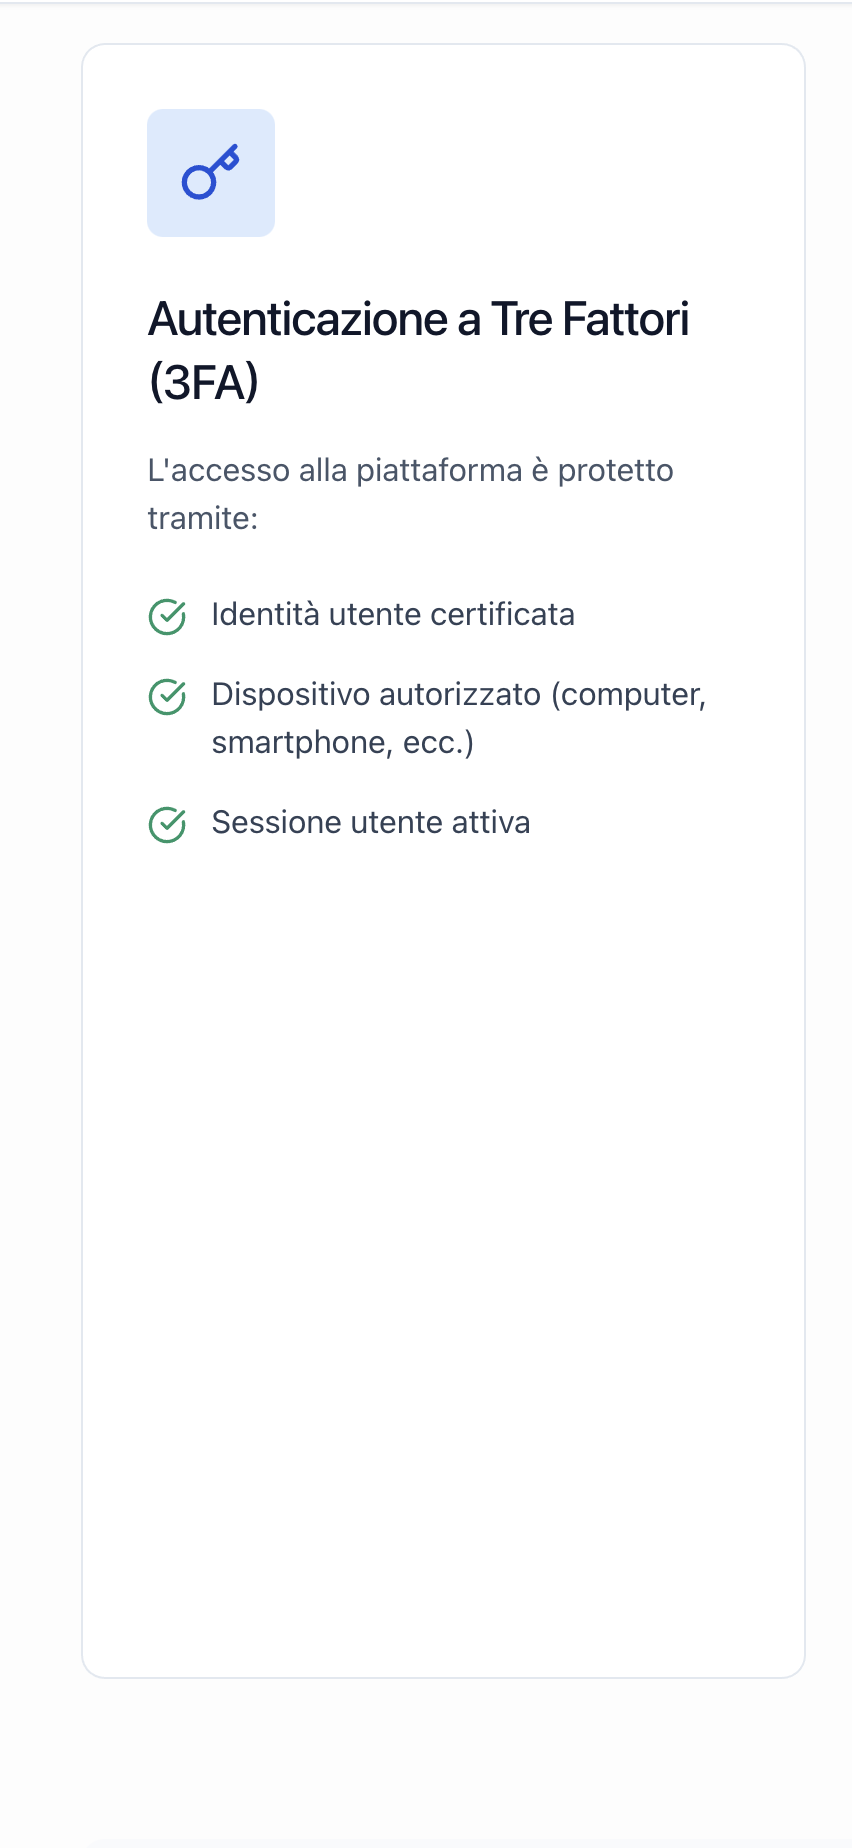 Autenticazione a Tre Fattori
(3FA)
L'accesso alla piattaforma è protetto
tramite:
Identità utente certificata
Dispositivo autorizzato (computer,
smartphone, ecc.)
Sessione utente attiva